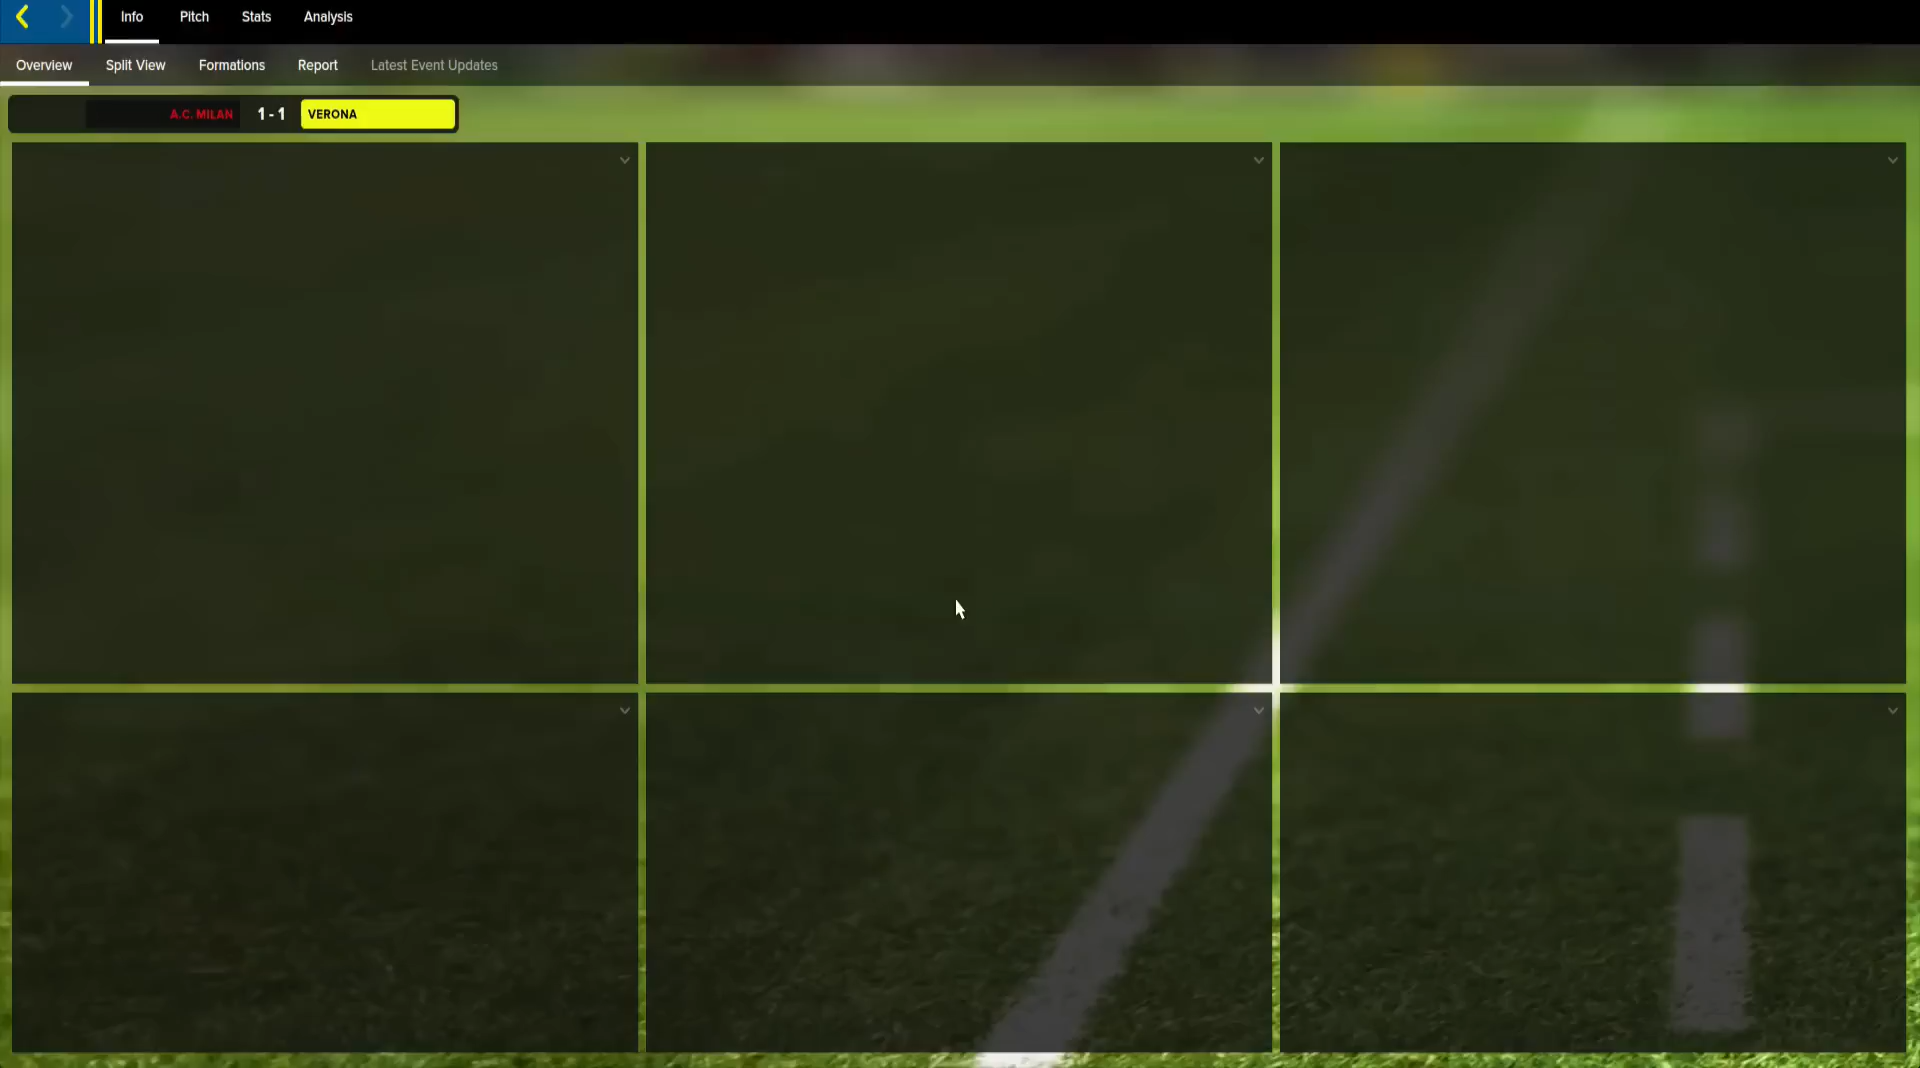 Info Pitch Stats Analysis
Overview Split View Formations Report Latest Event Updates
A.C. MILAN 1 - 1 VERONA